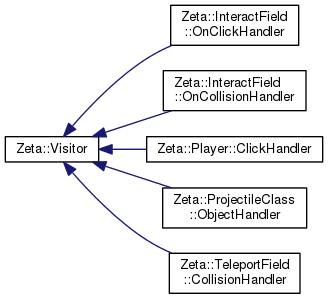 Zeta::InteractField
::OnClickHandler
Zeta::InteractField
::OnCollisionHandler
Zeta::Visitor
Zeta::Player::ClickHandler
Zeta::ProjectileClass
::ObjectHandler
Zeta::TeleportField
::CollisionHandler